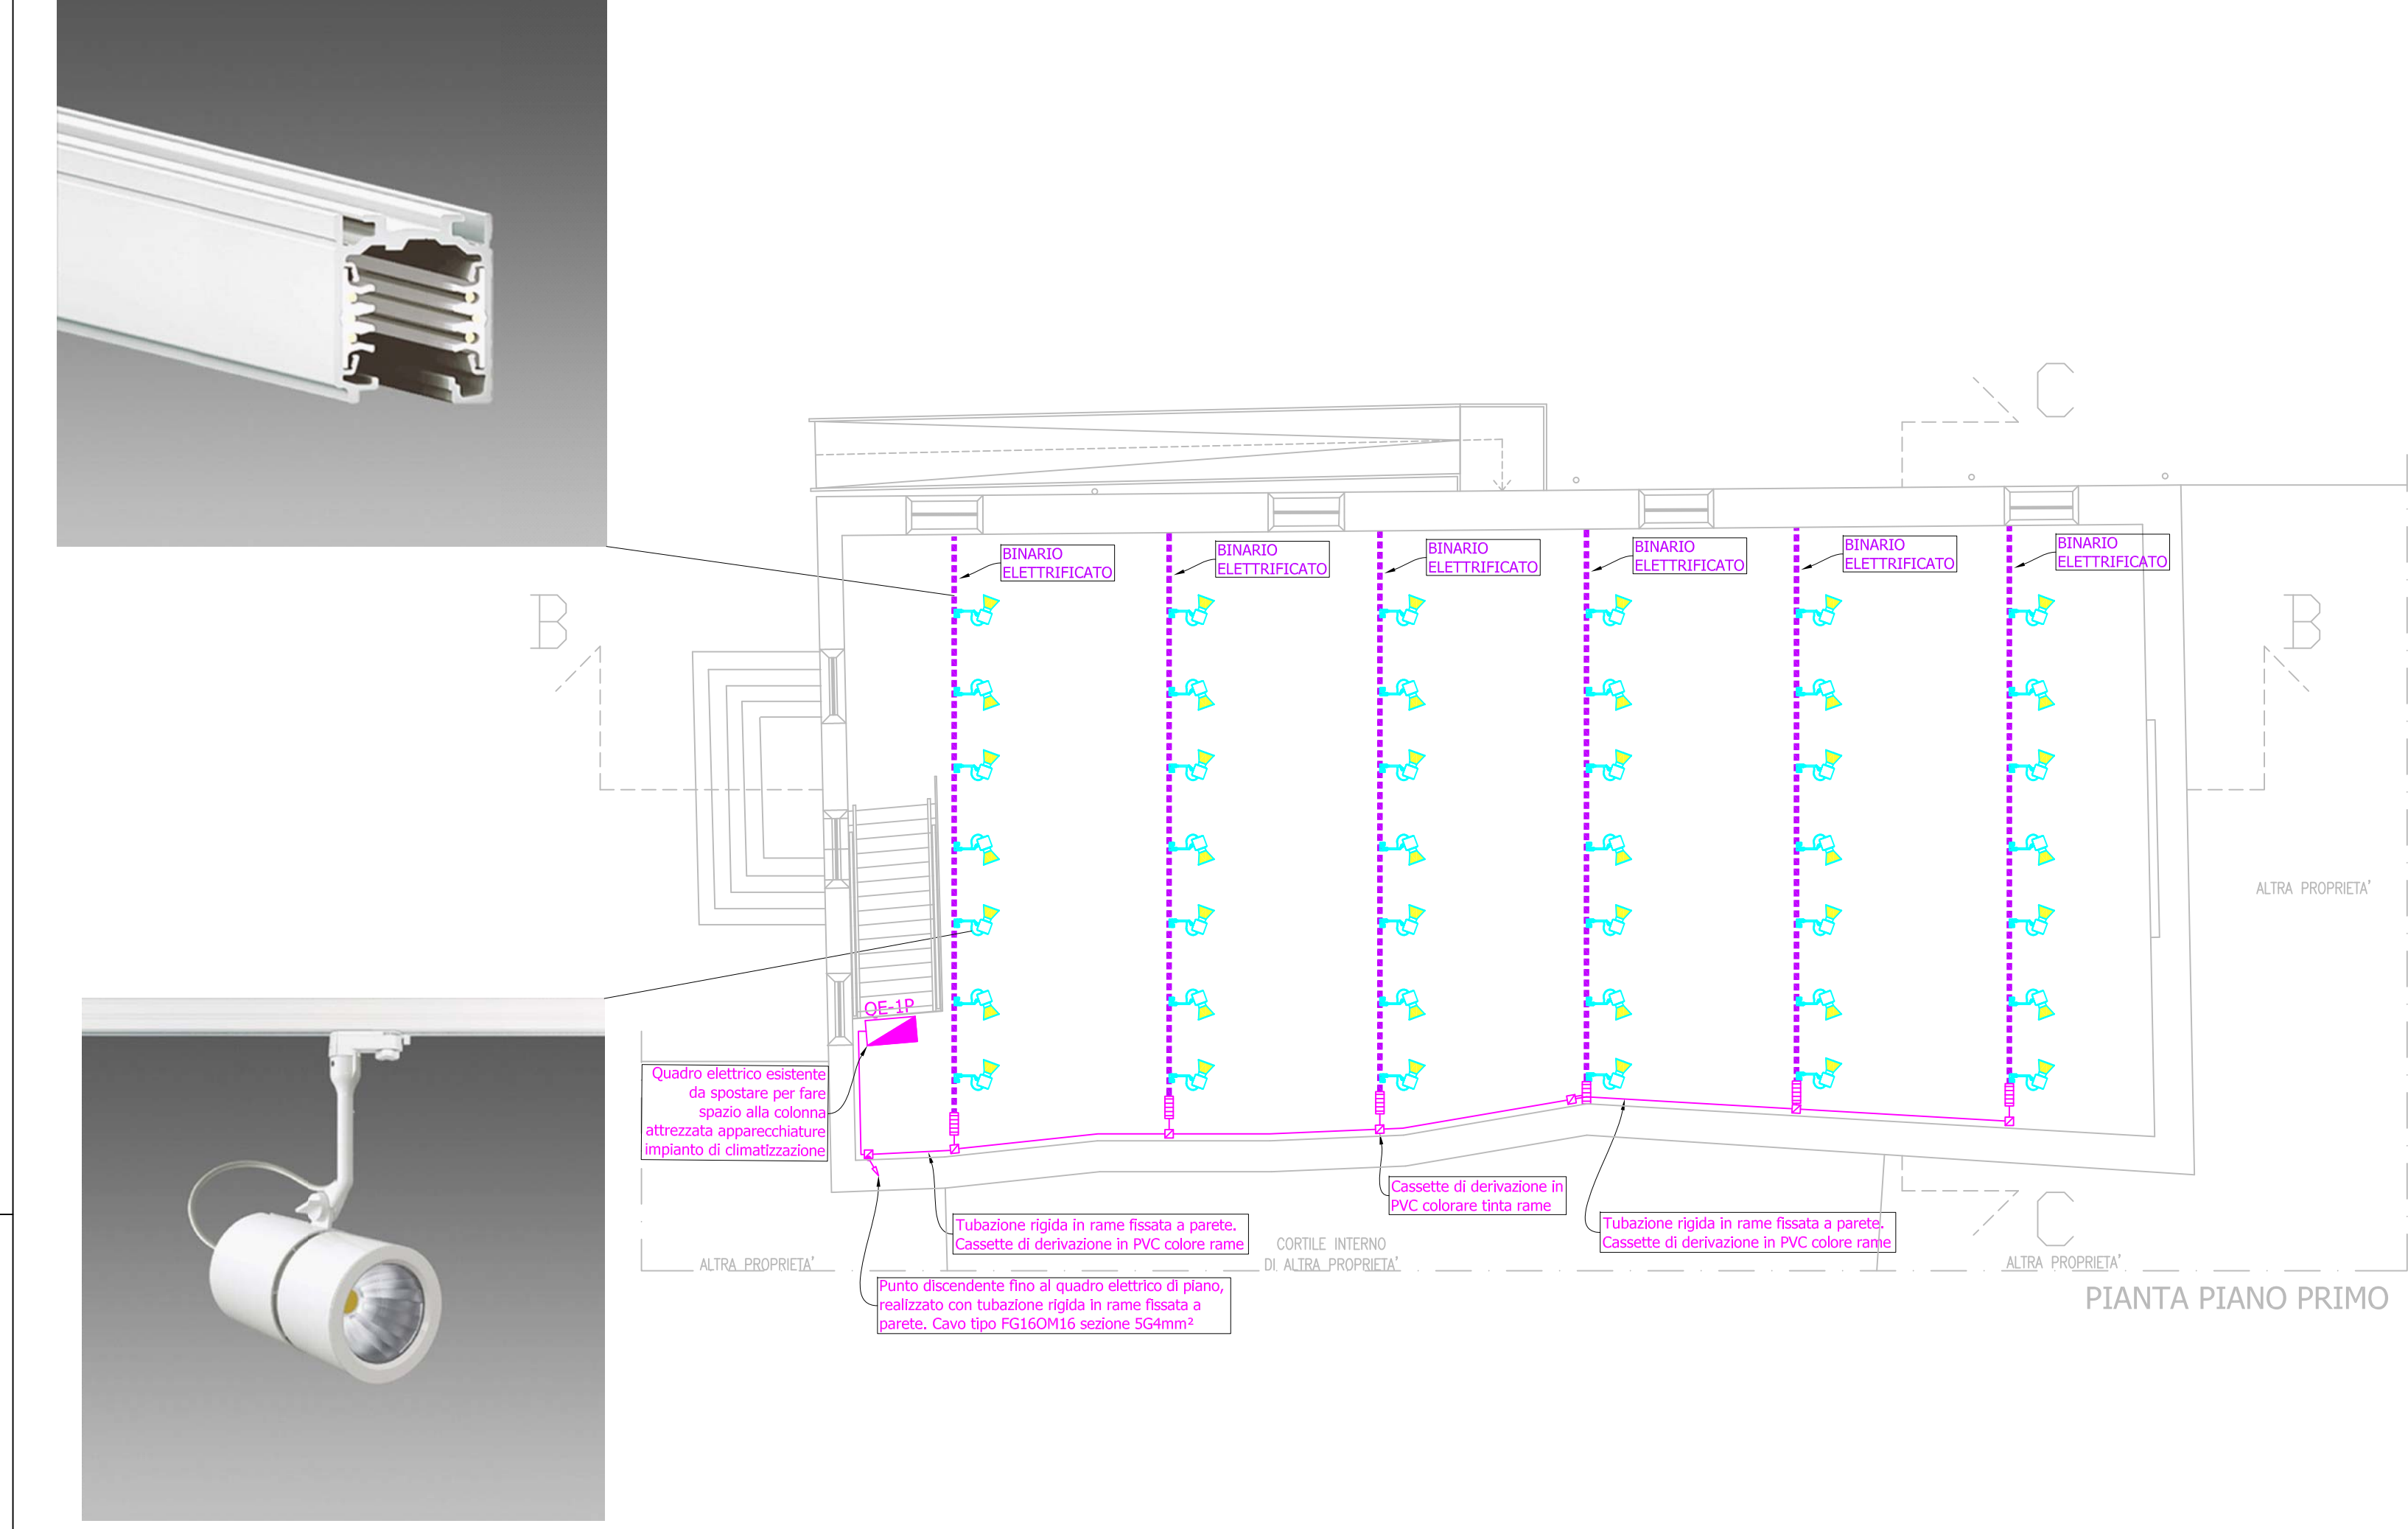 C
BINARIO
ELETTRIFICATO
BINARIO
ELETTRIFICATO
BINARIO
ELETTRIFICATO
BINARIO
ELETTRIFICATO
BINARIO
ELETTRIFICATO
BINARIO
ELETTRIFICATO
B
B
ALTRA PROPRIETA'
QE-1P
Quadro elettrico esistente
da spostare per fare
spazio alla colonna
attrezzata apparecchiature
impianto di climatizzazione
Cassette di derivazione in
PVC colorare tinta rame
Tubazione rigida in rame fissata a parete.
Cassette di derivazione in PVC colore rame
Tubazione rigida in rame fissata a parete.
Cassette di derivazione in PVC colore rame
C
CORTILE INTERNO
DI ALTRA PROPRIETA'
ALTRA PROPRIETA'
ALTRA PROPRIETA'
Punto discendente fino al quadro elettrico di piano,
realizzato con tubazione rigida in rame fissata a
parete. Cavo tipo FG16OM16 sezione 5G4mm²
PIANTA PIANO PRIMO